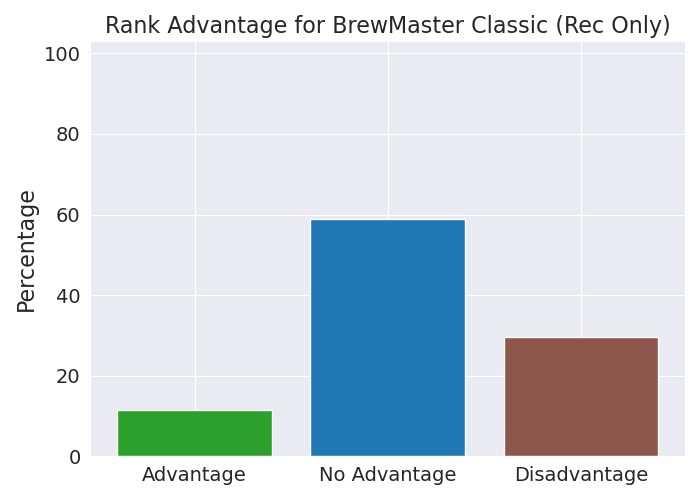 Rank Advantage for BrewMaster Classic (Rec Only)
100
80
60
40
20
0
Percentage
Advantage
No Advantage
Disadvantage